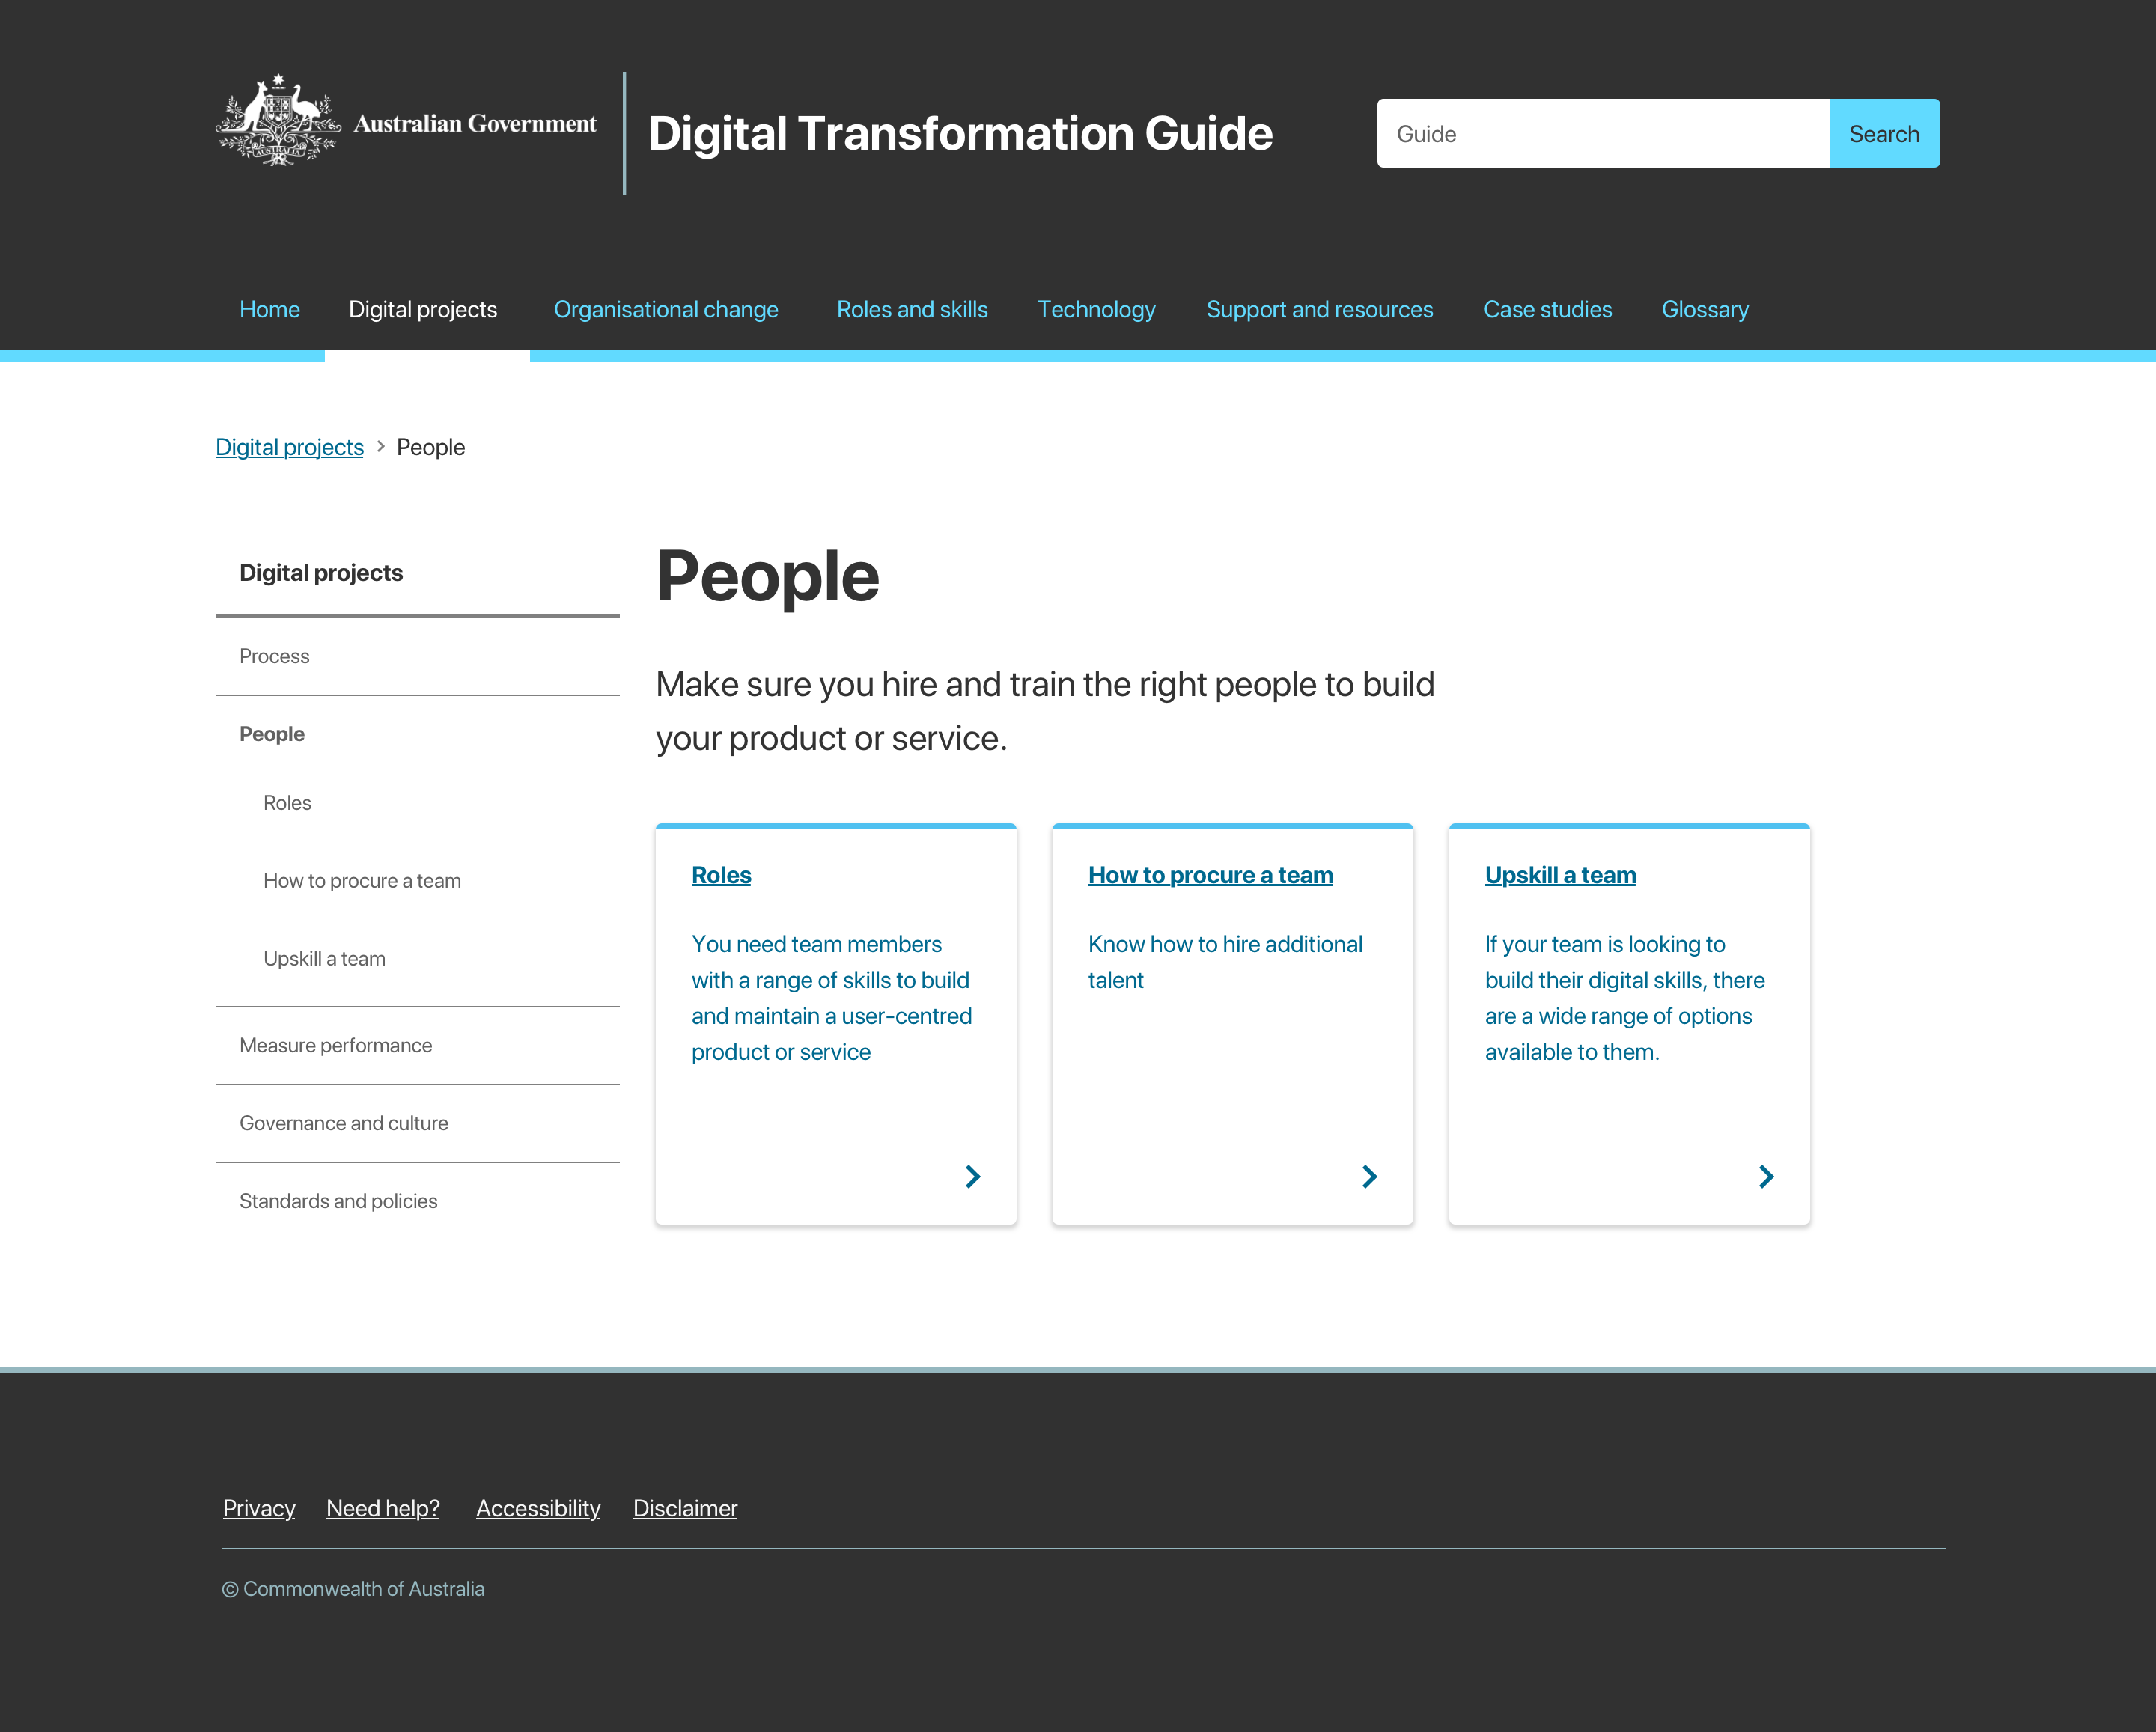 Australian Government
AUSTRALIA
Digital Transformation Guide
Guide
Search
Home
Digital projects
Organisational change
Roles and skills
Technology
Support and resources
Case studies
Glossary
Digital projects
People
Digital projects
Process
People
Roles
How to procure a team
Upskill a team
Measure performance
Governance and culture
Standards and policies
People
Make sure you hire and train the right people to build
your product or service.
Roles
You need team members
with a range of skills to build
and maintain a user-centred
product or service
How to procure a team
Know how to hire additional
talent
Upskill a team
If your team is looking to
build their digital skills, there
are a wide range of options
available to them.
Privacy
Need help?
Accessibility
Disclaimer
© Commonwealth of Australia